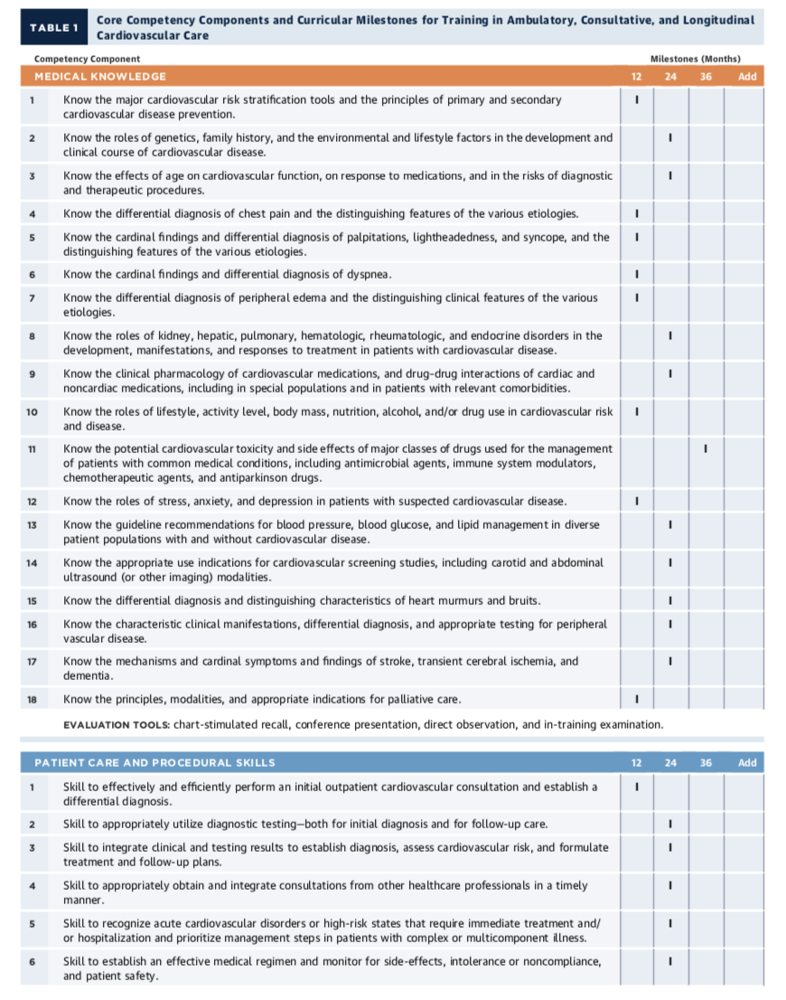 TABLE 1
Core Competency Components and Curricular Milestones for Training in Ambulatory, Consultative, and Longitudinal
Cardiovascular Care
Competency Component Milestones (Months)
MEDICAL KNOWLEDGE 12 24 36 Add
1 Know the major cardiovascular risk stratification tools and the principles of primary and secondary I
cardiovascular disease prevention.
2 Know the roles of genetics, family history, and the environmental and lifestyle factors in the development and I
clinical course of cardiovascular disease.
3 Know the effects of age on cardiovascular function, on response to medications, and in the risks of diagnostic I
and therapeutic procedures.
4 Know the differential diagnosis of chest pain and the distinguishing features of the various etiologies. I
5 Know the cardinal findings and differential diagnosis of palpitations, lightheadedness, and syncope, and the I
distinguishing features of the various etiologies.
6 Know the cardinal findings and differential diagnosis of dyspnea. I
7 Know the differential diagnosis of peripheral edema and the distinguishing clinical features of the various I
etiologies.
8 Know the roles of kidney, hepatic, pulmonary, hematologic, rheumatologic, and endocrine disorders in the I
development, manifestations, and responses to treatment in patients with cardiovascular disease.
9 Know the clinical pharmacology of cardiovascular medications, and drug–drug interactions of cardiac and I
noncardiac medications, including in special populations and in patients with relevant comorbidities.
10 Know the roles of lifestyle, activity level, body mass, nutrition, alcohol, and/or drug use in cardiovascular risk I
and disease.
11 Know the potential cardiovascular toxicity and side effects of major classes of drugs used for the management I
of patients with common medical conditions, including antimicrobial agents, immune system modulators,
chemotherapeutic agents, and antiparkinson drugs.
12 Know the roles of stress, anxiety, and depression in patients with suspected cardiovascular disease. I
13 Know the guideline recommendations for blood pressure, blood glucose, and lipid management in diverse I
patient populations with and without cardiovascular disease.
14 Know the appropriate use indications for cardiovascular screening studies, including carotid and abdominal I
ultrasound (or other imaging) modalities.
15 Know the differential diagnosis and distinguishing characteristics of heart murmurs and bruits. I
16 Know the characteristic clinical manifestations, differential diagnosis, and appropriate testing for peripheral I
vascular disease.
17 Know the mechanisms and cardinal symptoms and findings of stroke, transient cerebral ischemia, and I
dementia.
18 Know the principles, modalities, and appropriate indications for palliative care. I
EVALUATION TOOLS: chart-stimulated recall, conference presentation, direct observation, and in-training examination.
PATIENT CARE AND PROCEDURAL SKILLS 12 24 36 Add
1 Skill to effectively and efficiently perform an initial outpatient cardiovascular consultation and establish a I
differential diagnosis.
2 Skill to appropriately utilize diagnostic testing—both for initial diagnosis and for follow-up care. I
3 Skill to integrate clinical and testing results to establish diagnosis, assess cardiovascular risk, and formulate I
treatment and follow-up plans.
4 Skill to appropriately obtain and integrate consultations from other healthcare professionals in a timely I
manner.
5 Skill to recognize acute cardiovascular disorders or high-risk states that require immediate treatment and/ I
or hospitalization and prioritize management steps in patients with complex or multicomponent illness.
6 Skill to establish an effective medical regimen and monitor for side-effects, intolerance or noncompliance, I
and patient safety.